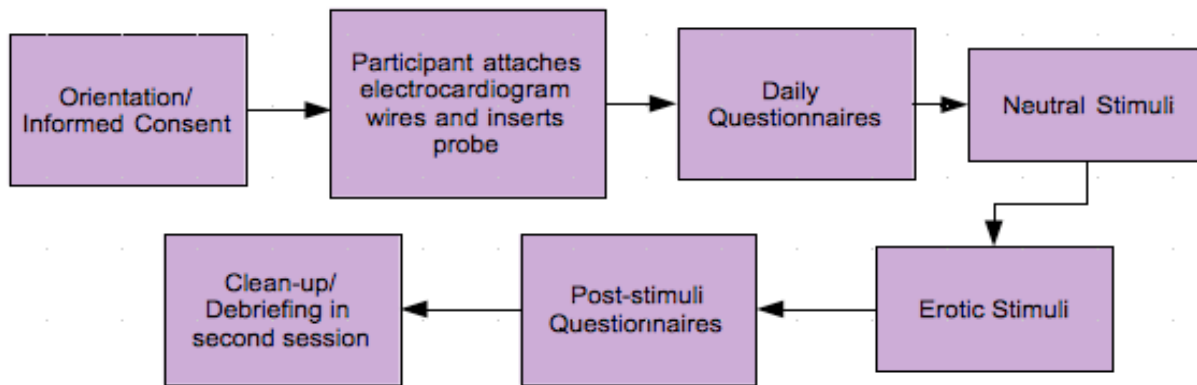 Orientation/
Informed Consent
Participant attaches
electrocardiogram
wires and inserts
probe
Daily
Questionnaires
Neutral Stimuli
Erotic Stimuli
Post-stimuli
Questionnaires
Clean-up/
Debriefing in
second session